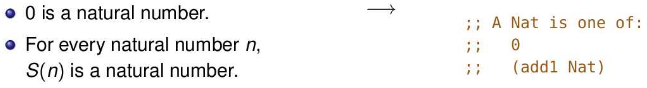 • 0 is a natural number.
• For every natural number n,
S(n) is a natural number.
⟶
;; A Nat is one of:
;;   0
;;   (add1 Nat)